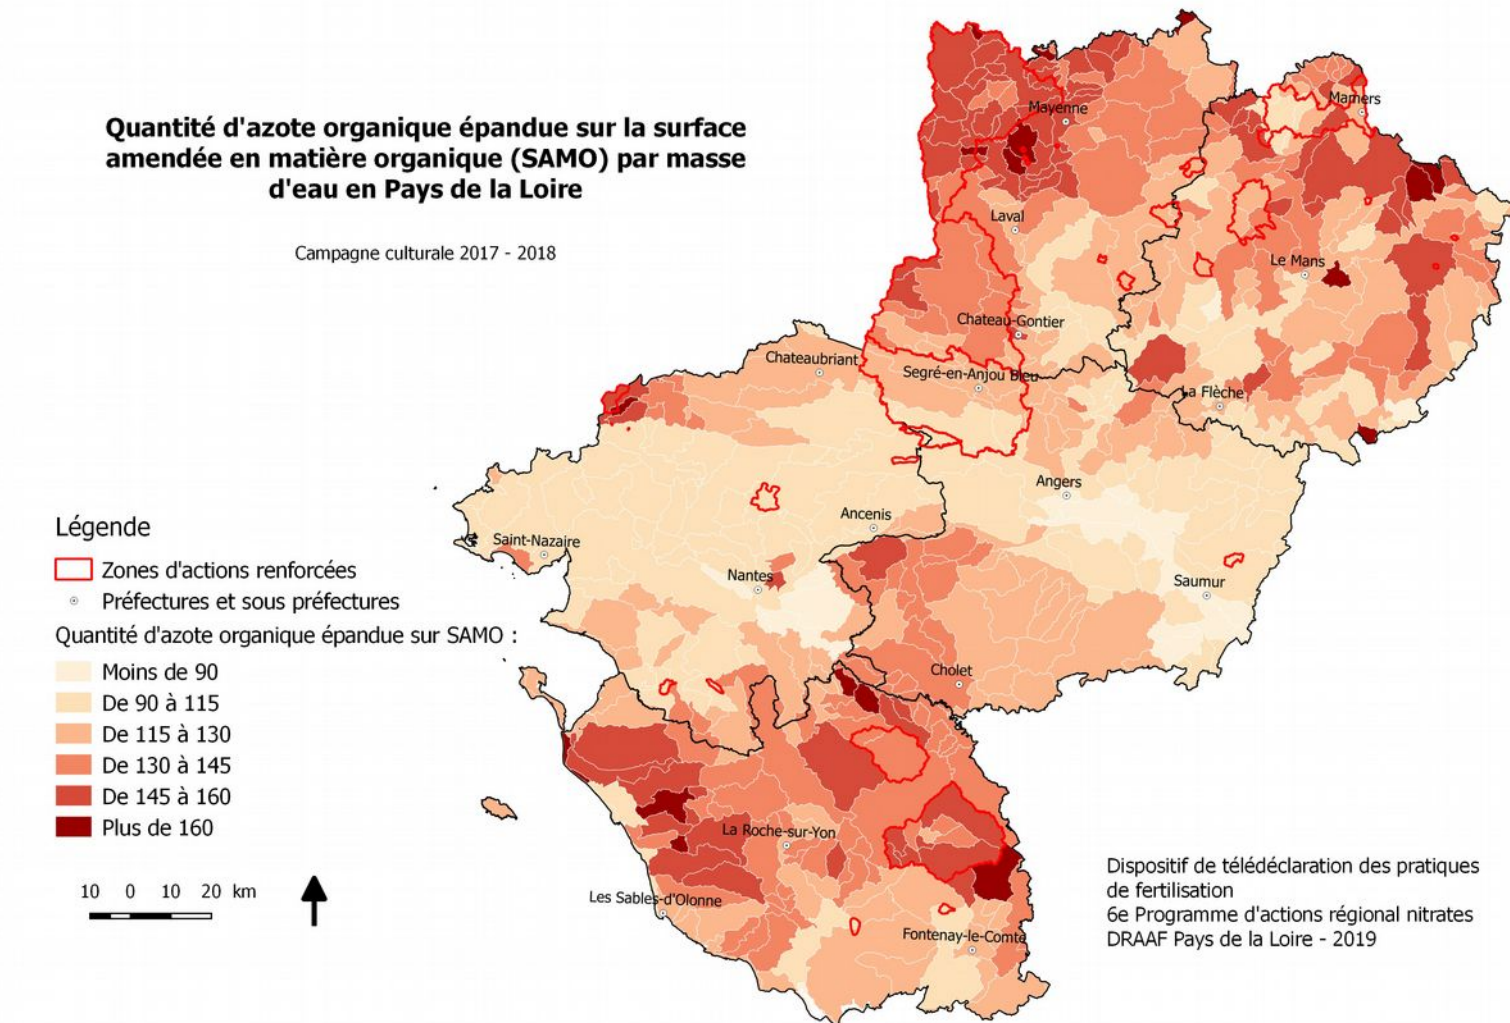 Quantité d'azote organique épandue sur la surface
amendée en matière organique (SAMO) par masse
d'eau en Pays de la Loire
Campagne culturale 2017 - 2018
Mayenne
Mamers
Laval
Le Mans
Chateau-Gontier
Chateaubriant
Segré-en-Anjou Bleu
La Flèche
Angers
Ancenis
Saint-Nazaire
Nantes
Saumur
Cholet
La Roche-sur-Yon
Les Sables-d'Olonne
Fontenay-le-Comte
Légende
Zones d'actions renforcées
Préfectures et sous préfectures
Quantité d'azote organique épandue sur SAMO :
Moins de 90
De 90 à 115
De 115 à 130
De 130 à 145
De 145 à 160
Plus de 160
10 0 10 20 km
Dispositif de télédéclaration des pratiques
de fertilisation
6e Programme d'actions régional nitrates
DRAAF Pays de la Loire - 2019